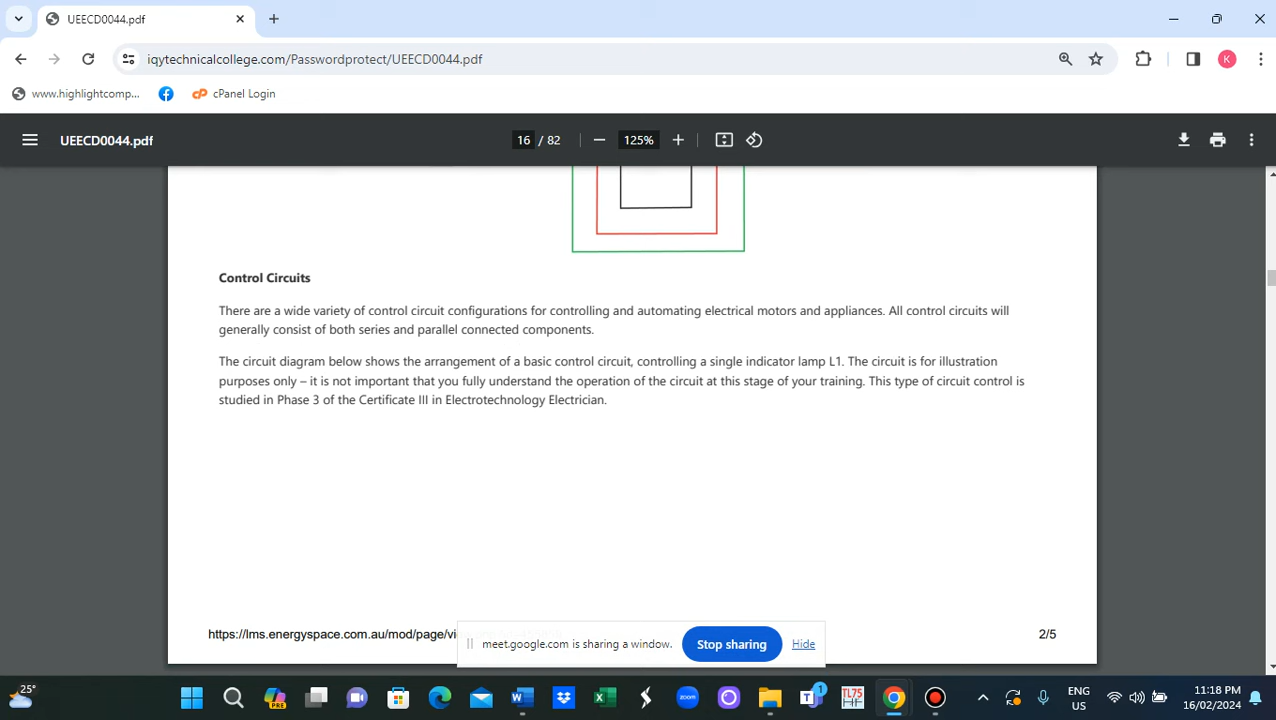 UEECD0044.pdf
iqytechnicalcollege.com/Passwordprotect/UEECD0044.pdf
K
www.highlightcomp...
cPanel Login
UEECD0044.pdf
16 / 82
125%
Control Circuits
There are a wide variety of control circuit configurations for controlling and automating electrical motors and appliances. All control circuits will
generally consist of both series and parallel connected components.
The circuit diagram below shows the arrangement of a basic control circuit, controlling a single indicator lamp L1. The circuit is for illustration
purposes only – it is not important that you fully understand the operation of the circuit at this stage of your training. This type of circuit control is
studied in Phase 3 of the Certificate III in Electrotechnology Electrician.
https://lms.energyspace.com.au/mod/page/vi
2/5
meet.google.com is sharing a window.
Stop sharing
Hide
25°
PRE
zoom
1
TL75
ENG
US
11:18 PM
16/02/2024